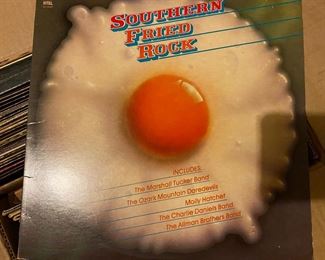 KTEL
SOUTHERN
FRIED
ROCK
INCLUDES:
The Marshall Tucker Band
The Ozark Mountain Daredevils
Molly Hatchet
The Charlie Daniels Band
The Allman Brothers Band